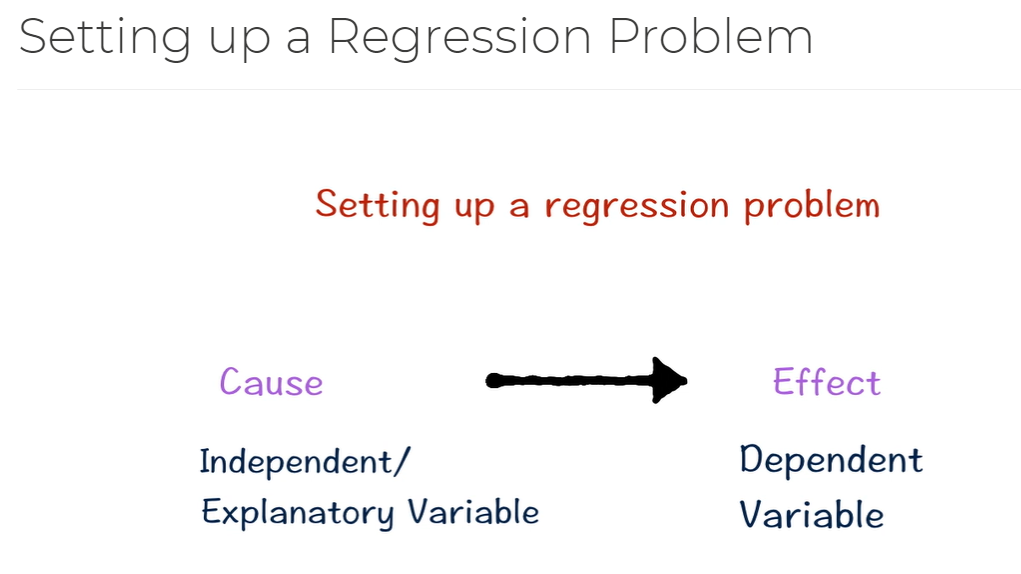 Setting up a Regression Problem
Setting up a regression problem
Cause
Effect
Independent/
Explanatory Variable
Dependent
Variable